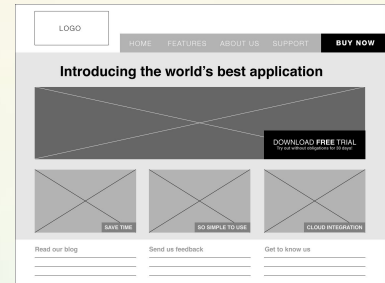 LOGO
HOME FEATURES ABOUT US SUPPORT BUY NOW
Introducing the world's best application
DOWNLOAD FREE TRIAL
Try out without obligations for 30 days!
SAVE TIME
SO SIMPLE TO USE
CLOUD INTEGRATION
Read our blog
Send us feedback
Get to know us